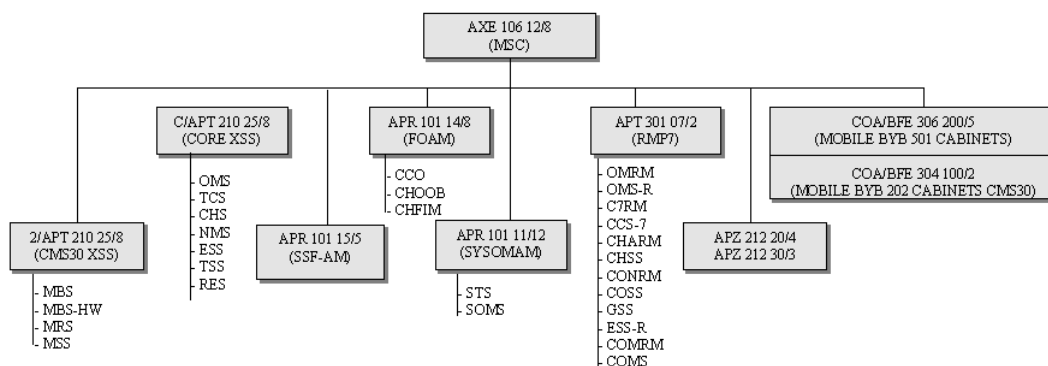 AXE 106 12/8
(MSC)
C/APT 210 25/8
(CORE XSS)
- OMS
- TCS
- CHS
- NMS
- ESS
- TSS
- RES
APR 101 14/8
(FOAM)
- CCO
- CHOOB
- CHFIM
APT 301 07/2
(RMP7)
- OMRM
- OMS-R
- C7RM
- CCS-7
- CHARM
- CHSS
- CONRM
- COSS
- GSS
- ESS-R
- COMRM
- COMS
COA/BFE 306 200/5
(MOBILE BYB 501 CABINETS)
COA/BFE 304 100/2
(MOBILE BYB 202 CABINETS CMS30)
2/APT 210 25/8
(CMS30 XSS)
- MBS
- MBS-HW
- MRS
- MSS
APR 101 15/5
(SSF-AM)
APR 101 11/12
(SYSOMAM)
- STS
- SOMS
APZ 212 20/4
APZ 212 30/3